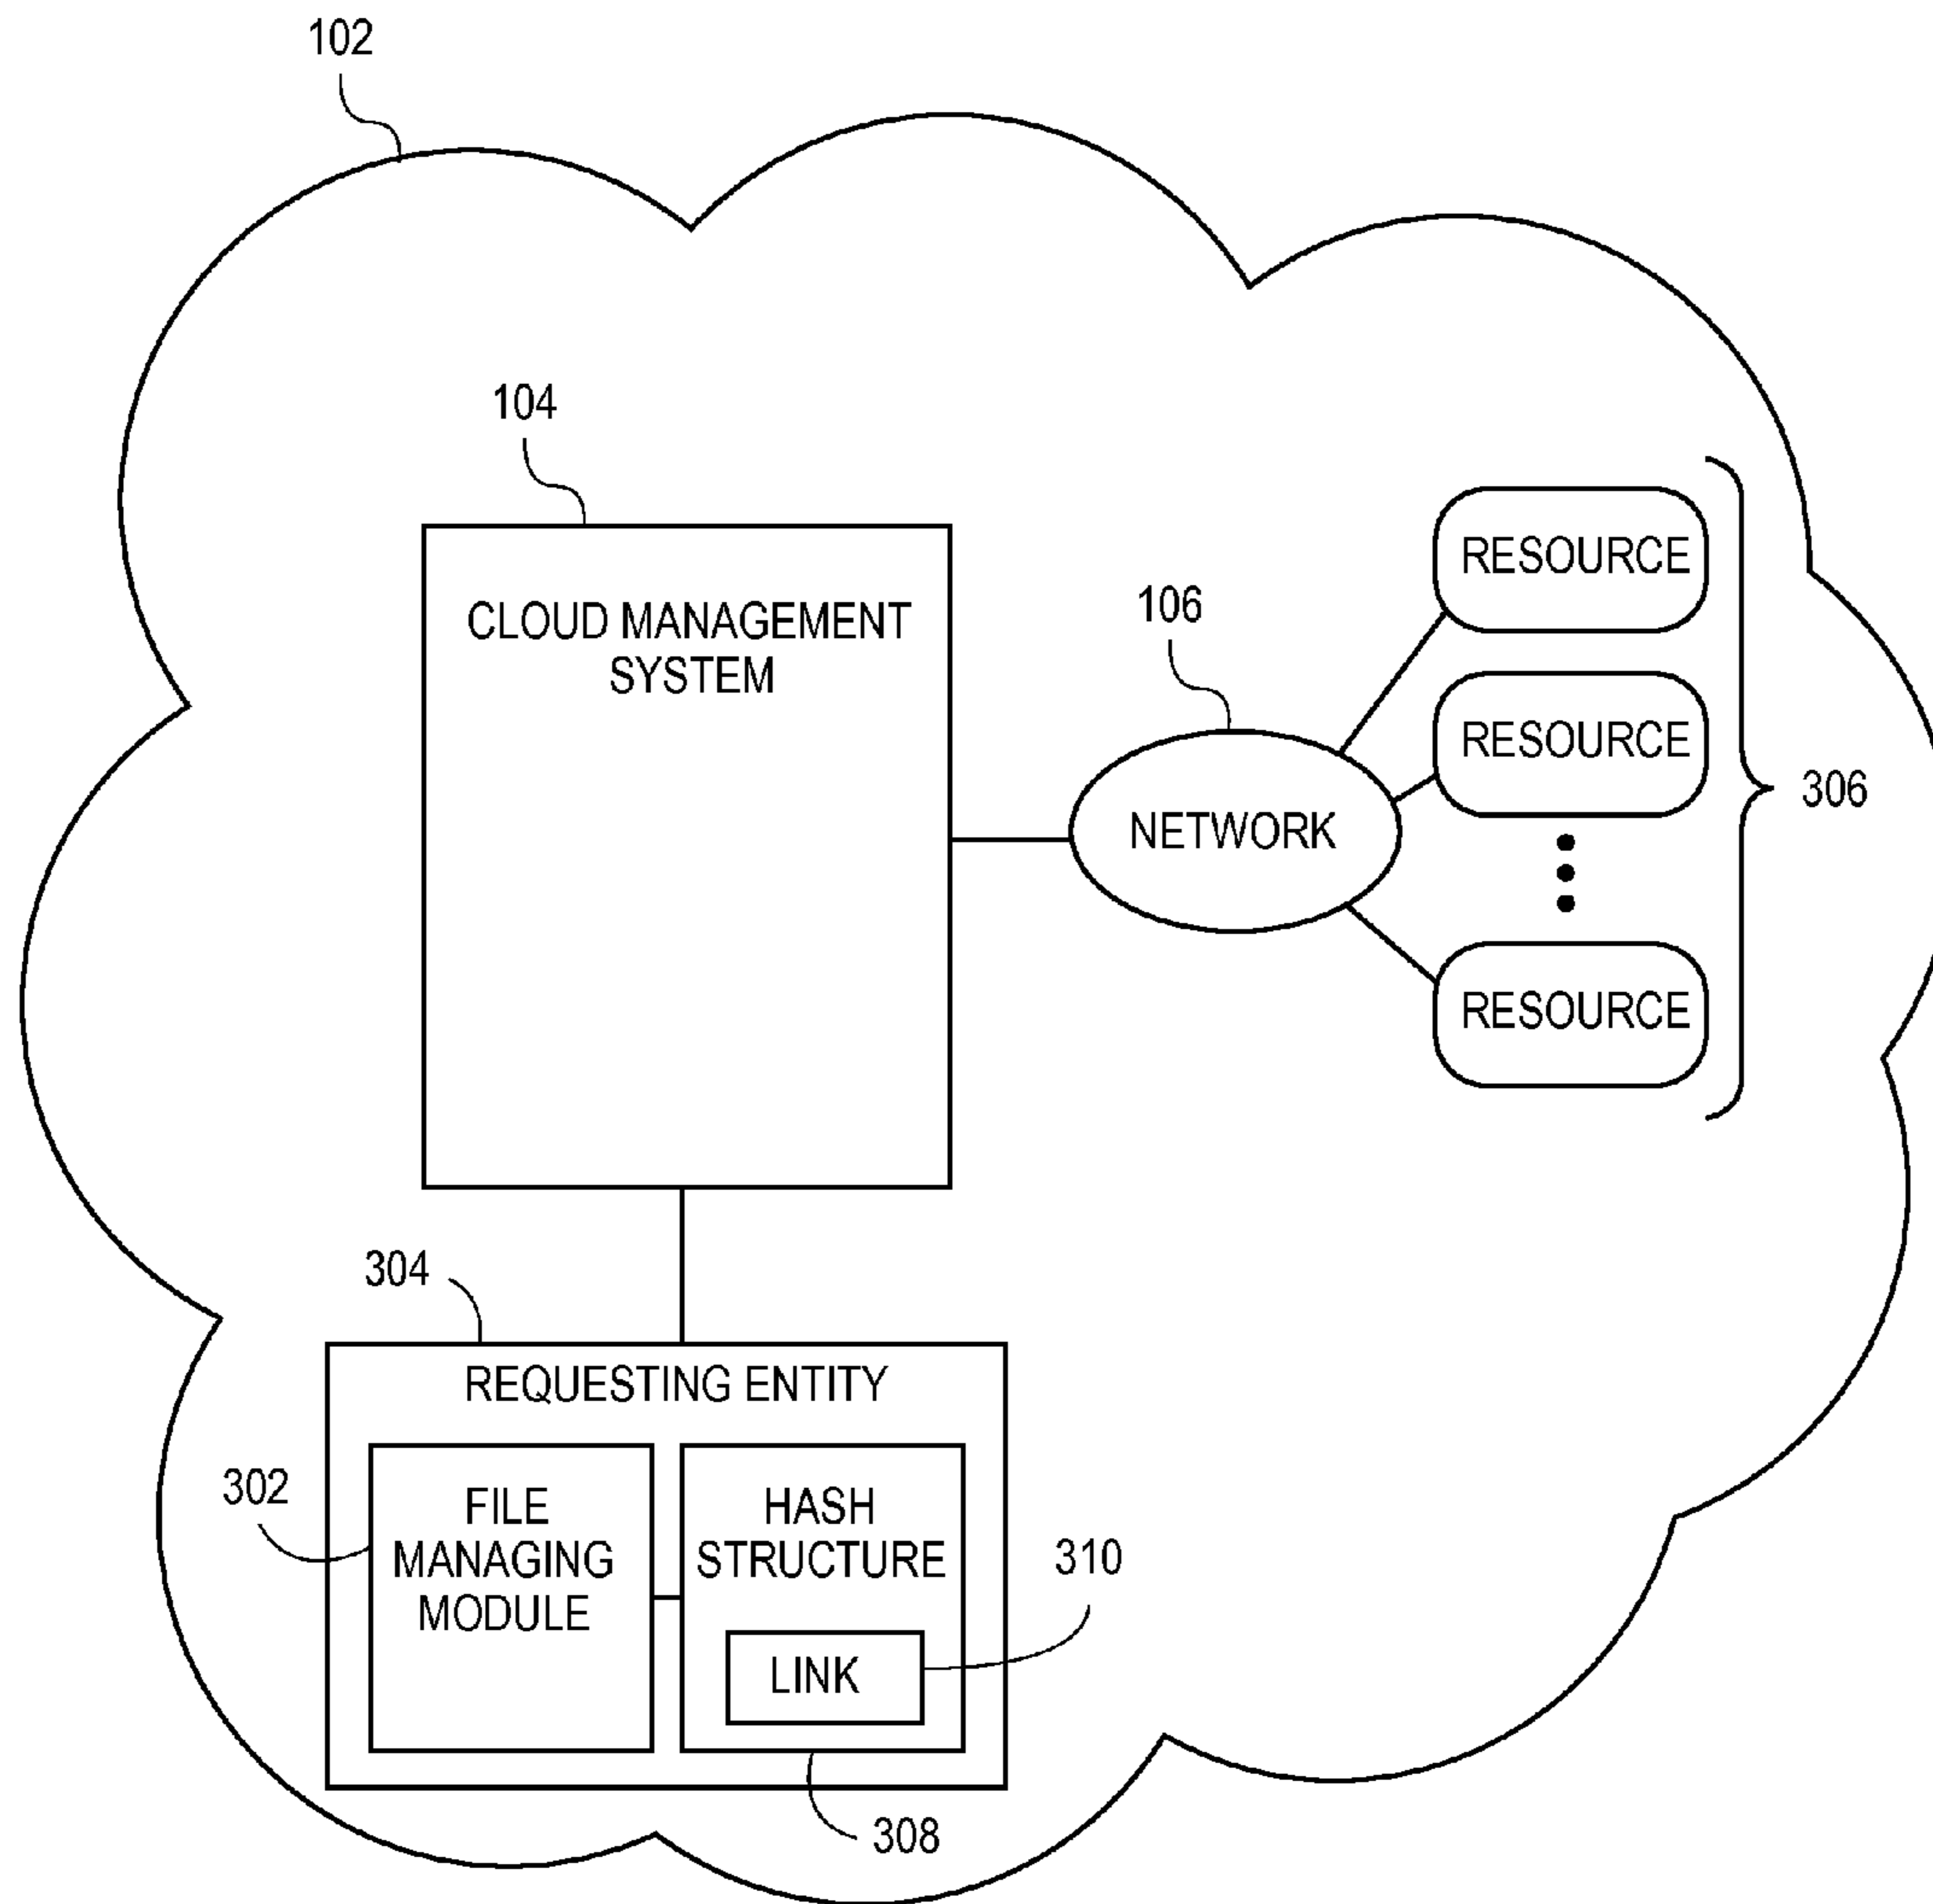 102
104
CLOUD MANAGEMENT
SYSTEM
106
NETWORK
RESOURCE
RESOURCE
RESOURCE
306
304
REQUESTING ENTITY
302
FILE
MANAGING
MODULE
HASH
STRUCTURE
LINK
310
308